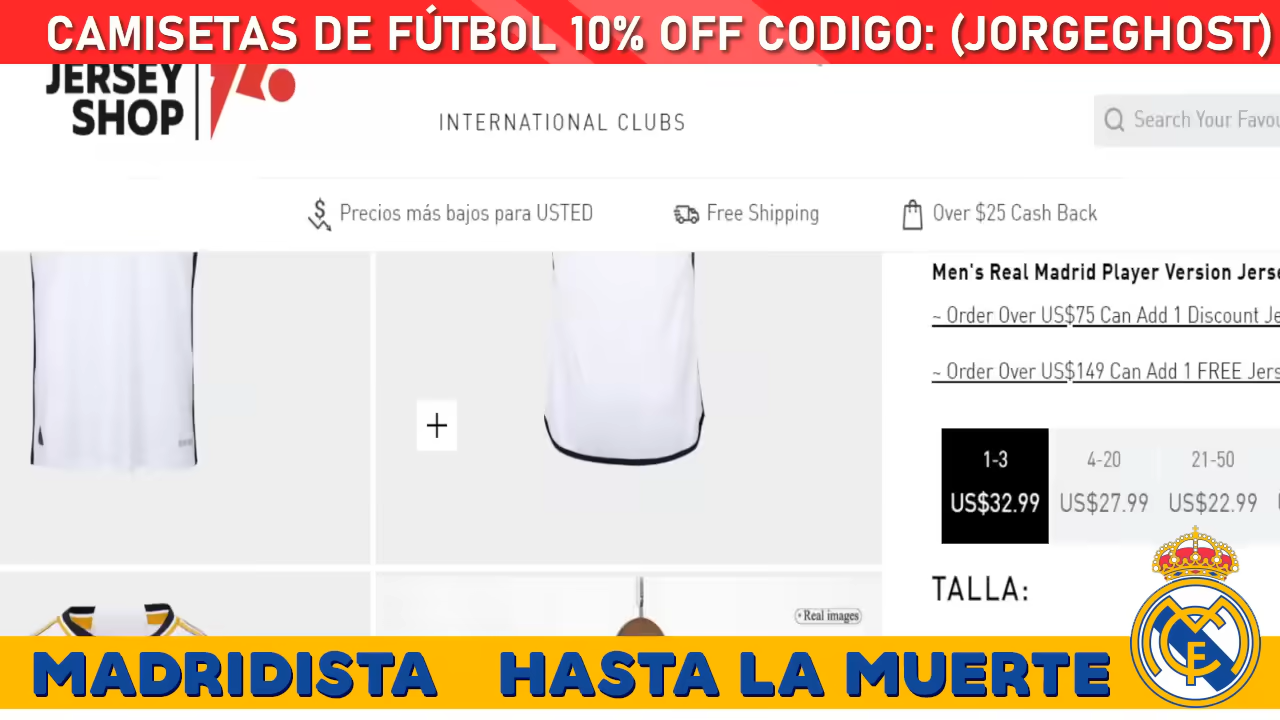 CAMISETAS DE FÚTBOL 10% OFF CODIGO: (JORGEGHOST)
JERSEY
SHOP
INTERNATIONAL CLUBS
Search Your Favou
Precios más bajos para USTED
Free Shipping
Over $25 Cash Back
Men's Real Madrid Player Version Jerse
~ Order Over US$75 Can Add 1 Discount Je
~ Order Over US$149 Can Add 1 FREE Jers
1-3
4-20
21-50
US$32.99
US$27.99
US$22.99
TALLA:
• Real images
MADRIDISTA HASTA LA MUERTE